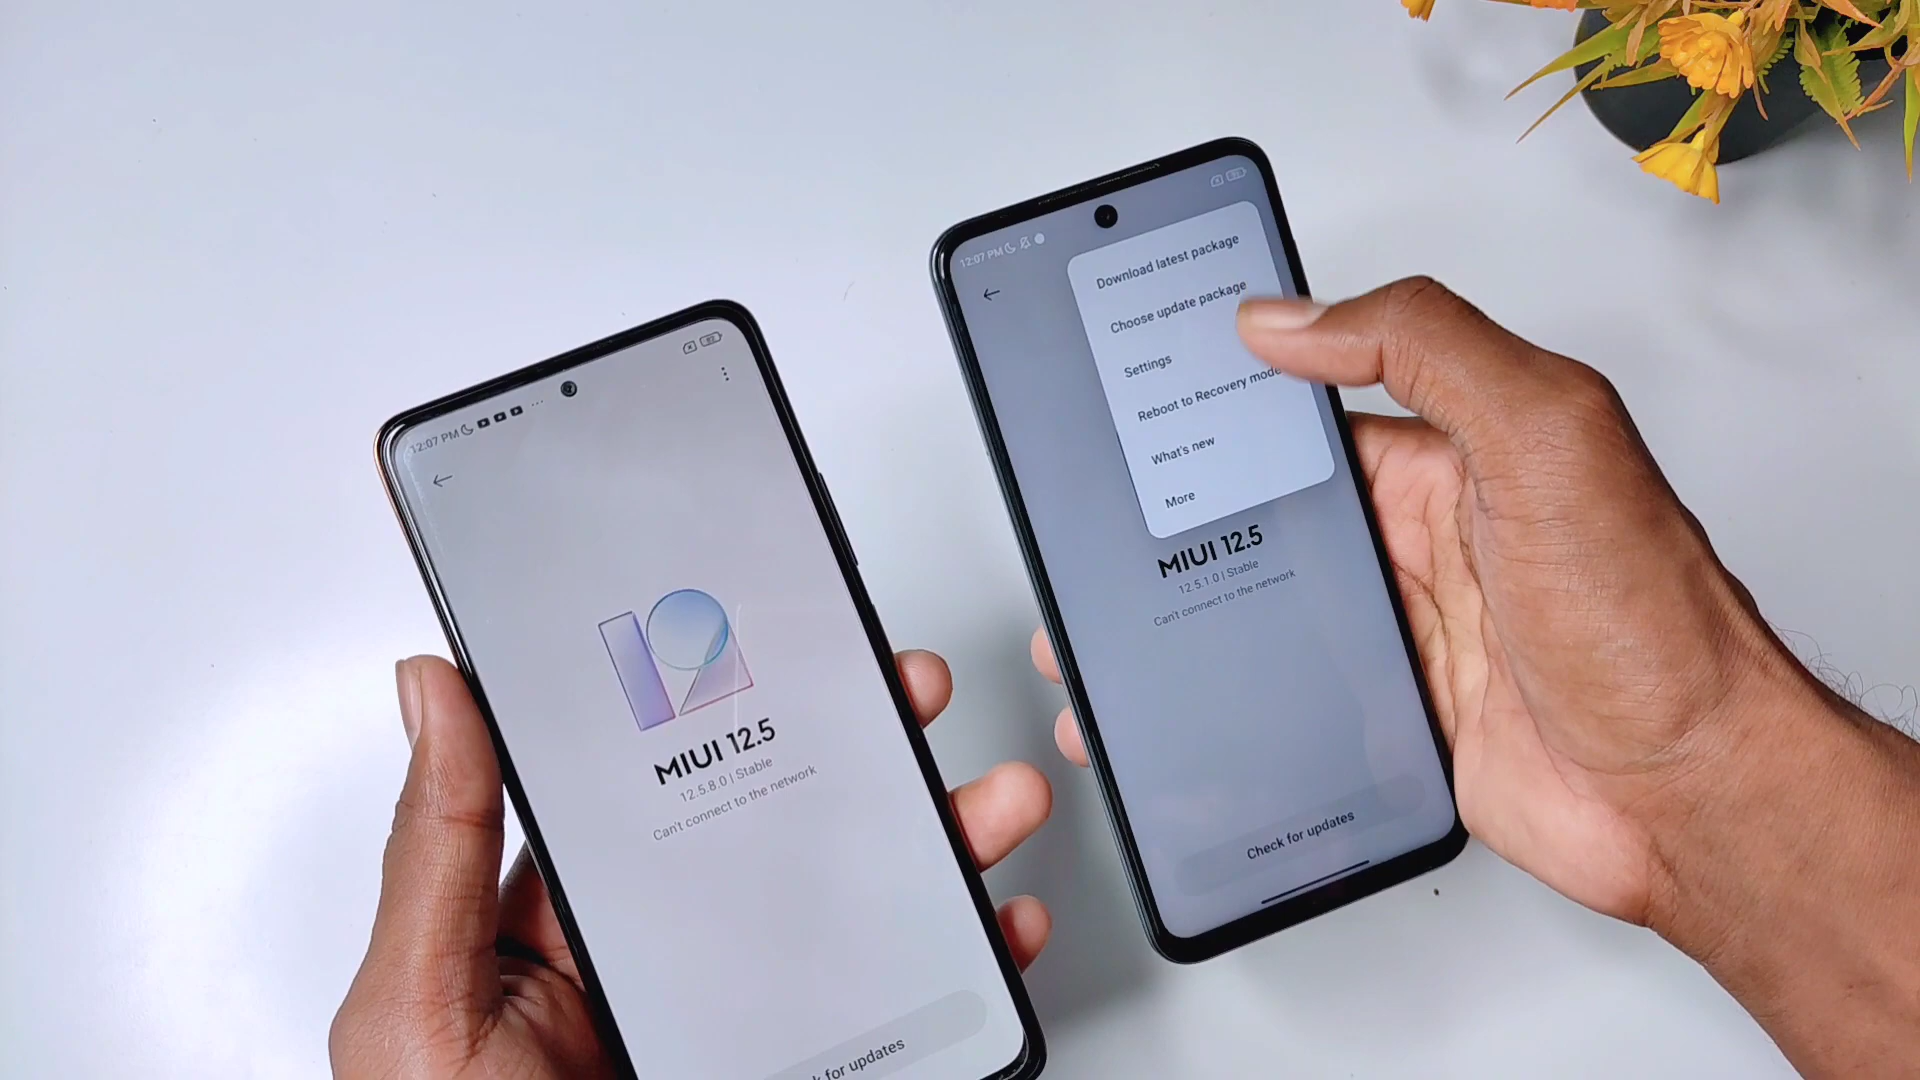 12:07 PM
MIUI 12.5
12.5.8.0 | Stable
Can't connect to the network
for updates
12:07 PM
Download latest package
Choose update package
Settings
Reboot to Recovery mode
What's new
More
MIUI 12.5
12.5.1.0 | Stable
Can't connect to the network
Check for updates